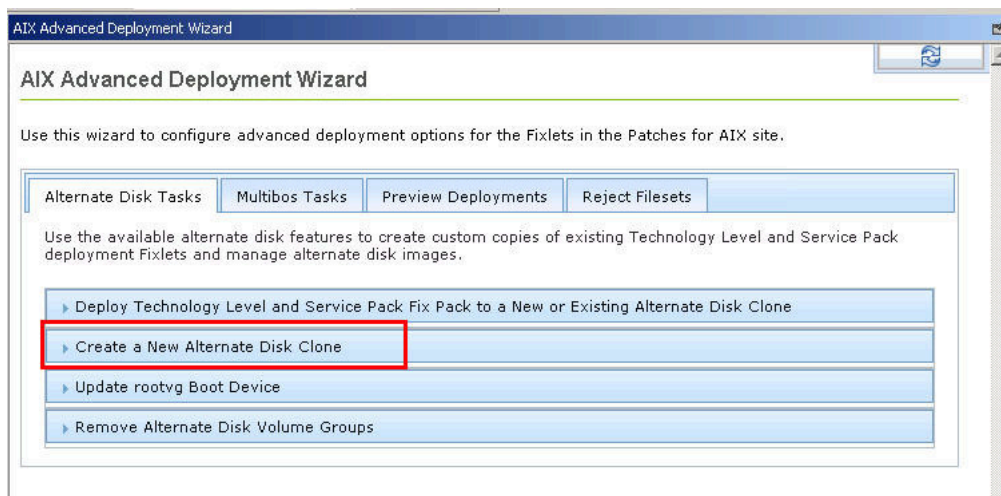 AIX Advanced Deployment Wizard
AIX Advanced Deployment Wizard
Use this wizard to configure advanced deployment options for the Fixlets in the Patches for AIX site.
Alternate Disk Tasks Multibos Tasks Preview Deployments Reject Filesets
Use the available alternate disk features to create custom copies of existing Technology Level and Service Pack
deployment Fixlets and manage alternate disk images.
Deploy Technology Level and Service Pack Fix Pack to a New or Existing Alternate Disk Clone
Create a New Alternate Disk Clone
Update rootvg Boot Device
Remove Alternate Disk Volume Groups